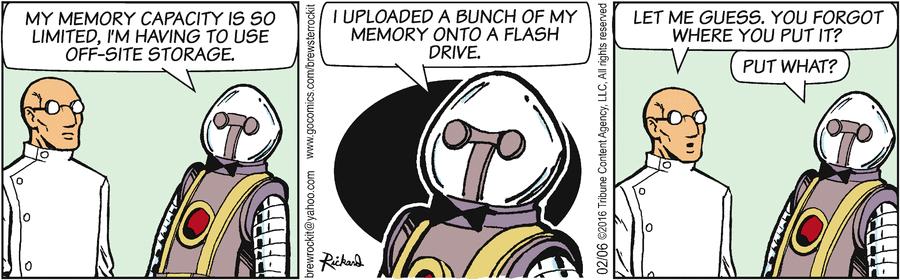 MY MEMORY CAPACITY IS SO
LIMITED, I'M HAVING TO USE
OFF-SITE STORAGE.
brewrockit@yahoo.com www.gocomics.com/brewsterrockit
I UPLOADED A BUNCH OF MY
MEMORY ONTO A FLASH
DRIVE.
Rickard
02/06 ©2016 Tribune Content Agency, LLC. All rights reserved
LET ME GUESS. YOU FORGOT
WHERE YOU PUT IT?
PUT WHAT?